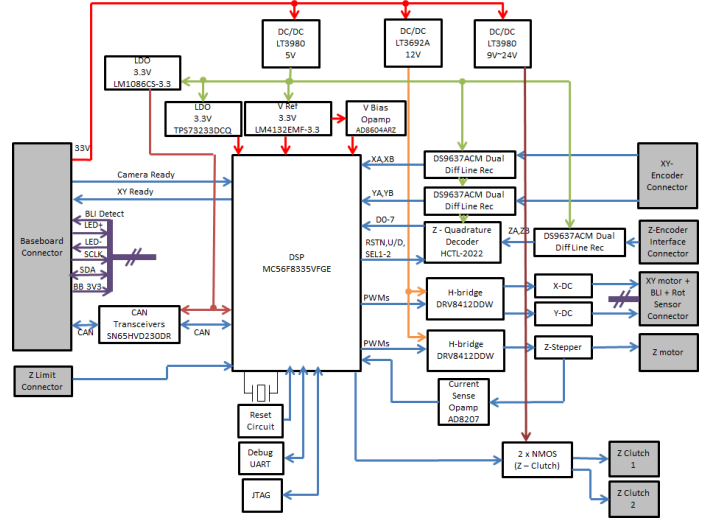 DC/DC
LT3980
5V
DC/DC
LT3692A
12V
DC/DC
LT3980
9V~24V
LDO
3.3V
LM1086CS-3.3
LDO
3.3V
TPS73233DCQ
V Ref
3.3V
LM4132EMF-3.3
V Bias
Opamp
AD8604ARZ
33V
Baseboard
Connector
Camera Ready
XY Ready
BLI Detect
LED+
LED-
SCLK
SDA
BB 3V3
CAN
CAN
Transceivers
SN65HVD230DR
CAN
Z Limit
Connector
DSP
MC56F8335VFGE
XA,XB
YA,YB
D0-7
RSTN,U/D,
SEL1-2
PWMs
PWMs
DS9637ACM Dual
Diff Line Rec
DS9637ACM Dual
Diff Line Rec
Z - Quadrature
Decoder
HCTL-2022
ZA,ZB
DS9637ACM Dual
Diff Line Rec
XY-
Encoder
Connector
Z-Encoder
Interface
Connector
H-bridge
DRV8412DDW
X-DC
Y-DC
XY motor +
BLI + Rot
Sensor
Connector
H-bridge
DRV8412DDW
Z-Stepper
Z motor
Current
Sense
Opamp
AD8207
Reset
Circuit
Debug
UART
JTAG
2 x NMOS
(Z – Clutch)
Z Clutch
1
Z Clutch
2